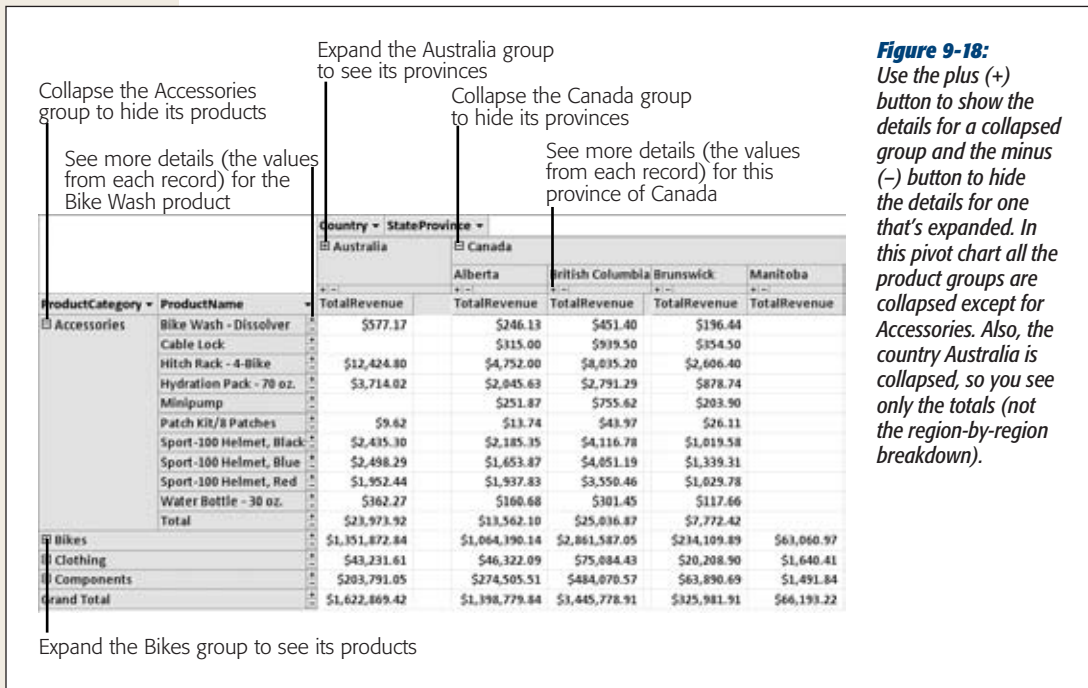 Expand the Australia group
to see its provinces
Collapse the Accessories
group to hide its products
Collapse the Canada group
to hide its provinces
See more details (the values
from each record) for the
Bike Wash product
See more details (the values
from each record) for this
province of Canada
Country StateProvince
Australia Canada
Alberta British Columbia Brunswick Manitoba
ProductCategory ProductName TotalRevenue TotalRevenue TotalRevenue TotalRevenue TotalRevenue
Accessories Bike Wash - Dissolver $577.17 $246.13 $451.40 $196.44
Cable Lock $315.00 $939.50 $354.50
Hitch Rack - 4-Bike $12,424.80 $4,752.00 $8,035.20 $2,606.40
Hydration Pack - 70 oz. $3,714.02 $2,045.63 $2,791.29 $878.74
Minipump $251.87 $755.62 $203.90
Patch Kit/8 Patches $9.62 $13.74 $43.97 $26.11
Sport-100 Helmet, Black $2,435.30 $2,185.35 $4,116.78 $1,019.58
Sport-100 Helmet, Blue $2,498.29 $1,653.87 $4,051.19 $1,339.31
Sport-100 Helmet, Red $1,952.44 $1,937.83 $3,550.46 $1,029.78
Water Bottle - 30 oz. $362.27 $160.68 $301.45 $117.66
Total $23,973.92 $13,562.10 $25,036.87 $7,772.42
Bikes $1,351,872.84 $1,064,390.14 $2,861,587.05 $234,109.89 $63,060.97
Clothing $43,231.61 $46,322.09 $75,084.43 $20,208.90 $1,640.41
Components $203,791.05 $274,505.51 $484,070.57 $63,890.69 $1,491.84
Grand Total $1,622,869.42 $1,398,779.84 $3,445,778.91 $325,981.91 $66,193.22
Expand the Bikes group to see its products
Figure 9-18:
Use the plus (+)
button to show the
details for a collapsed
group and the minus
(–) button to hide
the details for one
that's expanded. In
this pivot chart all the
product groups are
collapsed except for
Accessories. Also, the
country Australia is
collapsed, so you see
only the totals (not
the region-by-region
breakdown).